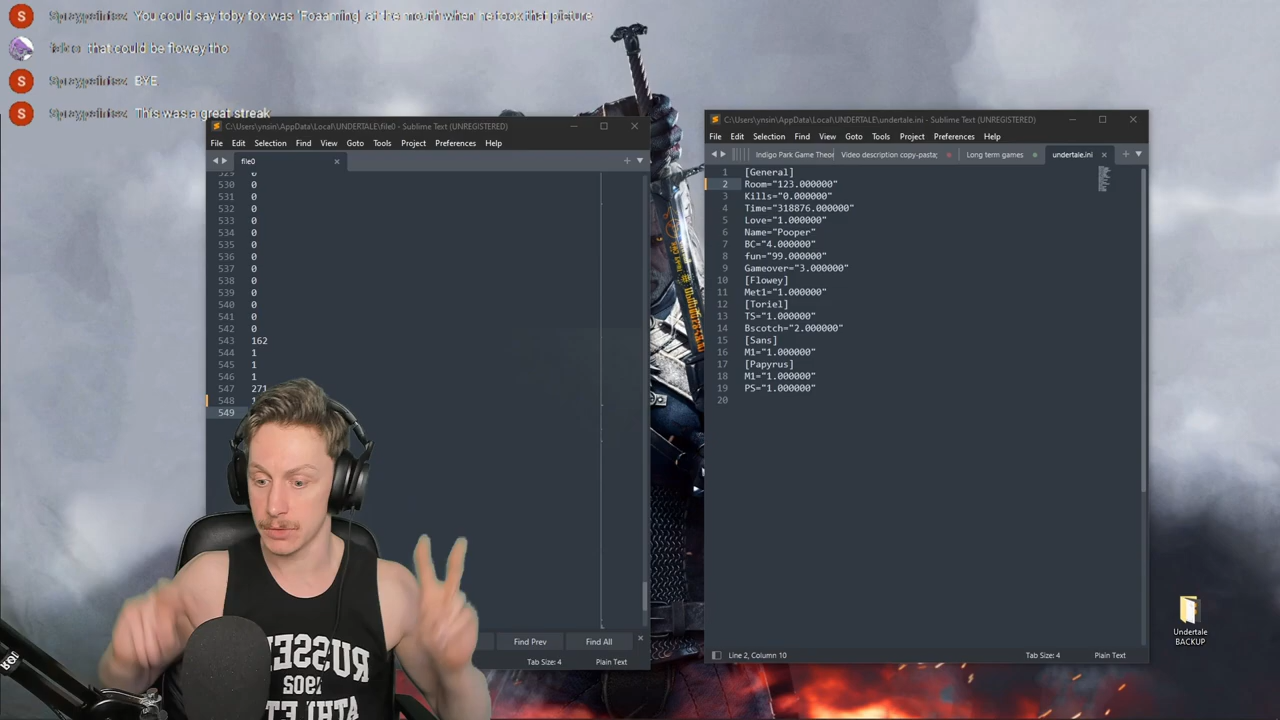 Spraypaintez You could say toby fox was 'Foaaming' at the mouth when he took that picture
that could be flowey tho
Spraypaintez BYE
Spraypaintez This was a great streak
C:\Users\ynsin\AppData\Local\UNDERTALE\file0 - Sublime Text (UNREGISTERED)
File Edit Selection Find View Goto Tools Project Preferences Help
file0
529 0
530 0
531 0
532 0
533 0
534 0
535 0
536 0
537 0
538 0
539 0
540 0
541 0
542 0
543 162
544 1
545 1
546 1
547 271
548 1
549
Find Prev Find All
Tab Size: 4 Plain Text
C:\Users\ynsin\AppData\Local\UNDERTALE\undertale.ini - Sublime Text (UNREGISTERED)
File Edit Selection Find View Goto Tools Project Preferences Help
Indigo Park Game Theor Video description copy-pasta; Long term games undertale.ini
1 [General]
2 Room="123.000000"
3 Kills="0.000000"
4 Time="318876.000000"
5 Love="1.000000"
6 Name="Pooper"
7 BC="4.000000"
8 fun="99.000000"
9 Gameover="3.000000"
10 [Flowey]
11 Met1="1.000000"
12 [Toriel]
13 TS="1.000000"
14 Bscotch="2.000000"
15 [Sans]
16 M1="1.000000"
17 [Papyrus]
18 M1="1.000000"
19 PS="1.000000"
20
Line 2, Column 10 Tab Size: 4 Plain Text
Undertale
BACKUP
RUSSE
1902
ATHLET